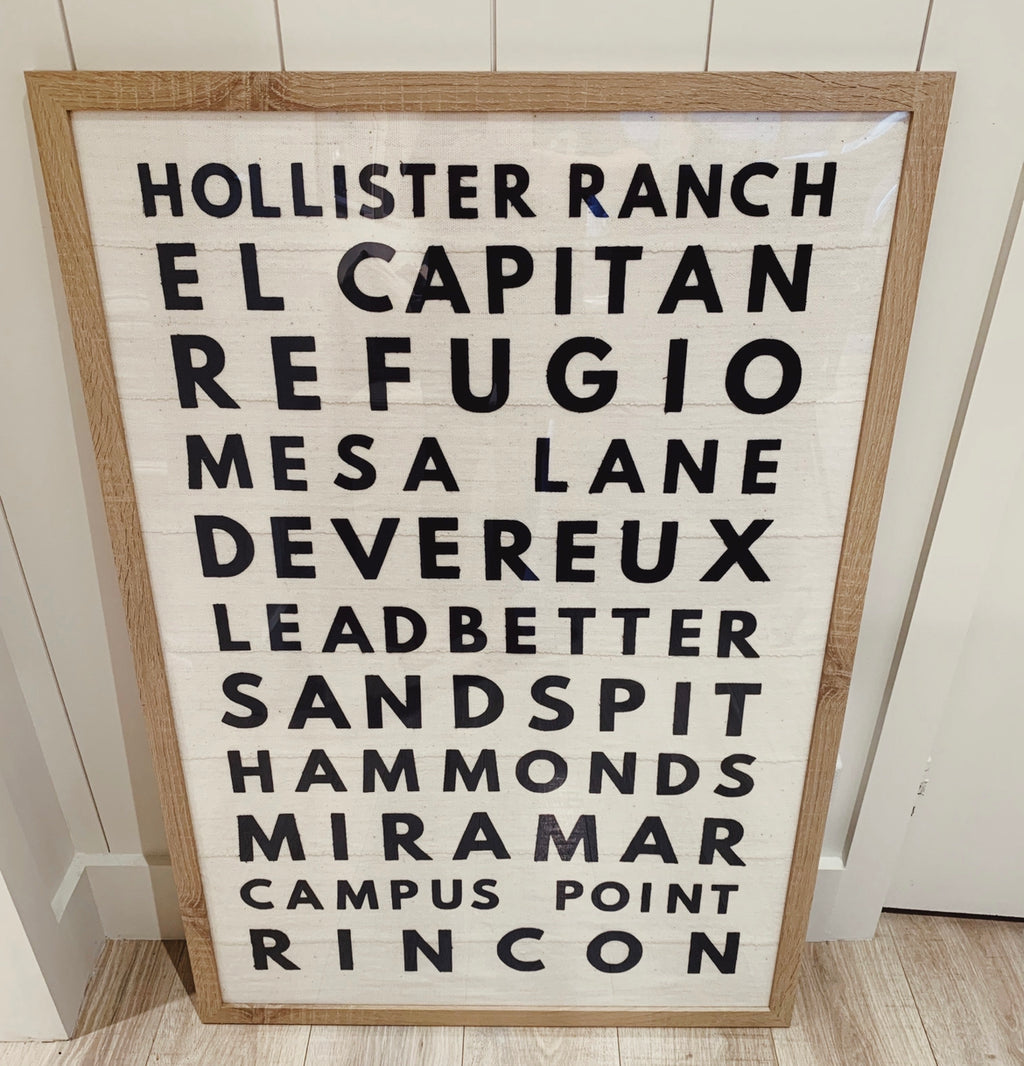 HOLLISTER RANCH
EL CAPITAN
REFUGIO
MESA LANE
DEVEREUX
LEADBETTER
SANDSPIT
HAMMONDS
MIRAMAR
CAMPUS POINT
RINCON